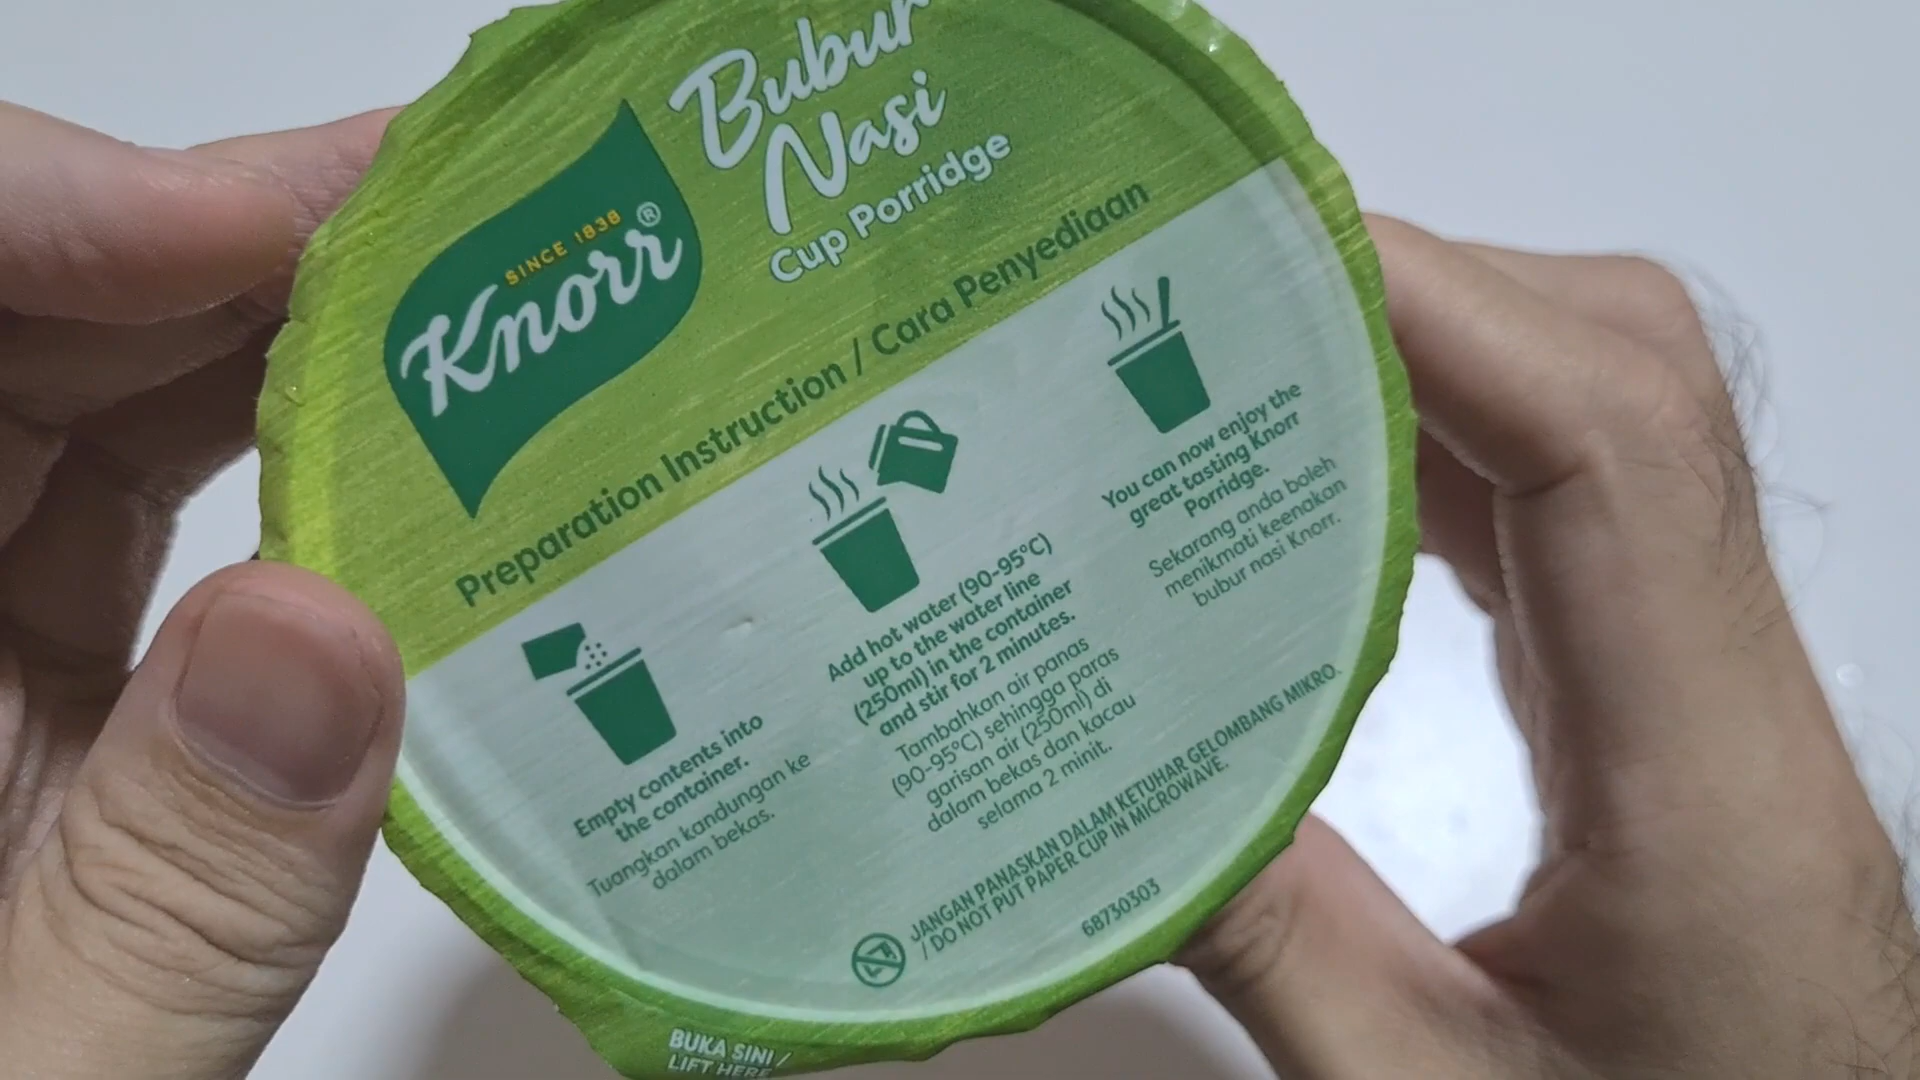 Bubur
Nasi
Cup Porridge
SINCE 1838
Knorr®
Preparation Instruction / Cara Penyediaan
Empty contents into
the container.
Tuangkan kandungan ke
dalam bekas.
Add hot water (90-95°C)
up to the water line
(250ml) in the container
and stir for 2 minutes.
Tambahkan air panas
(90-95°C) sehingga paras
garisan air (250ml) di
dalam bekas dan kacau
selama 2 minit.
You can now enjoy the
great tasting Knorr
Porridge.
Sekarang anda boleh
menikmati keenakan
bubur nasi Knorr.
JANGAN PANASKAN DALAM KETUHAR GELOMBANG MIKRO.
/ DO NOT PUT PAPER CUP IN MICROWAVE.
68730303
BUKA SINI /
LIFT HERE